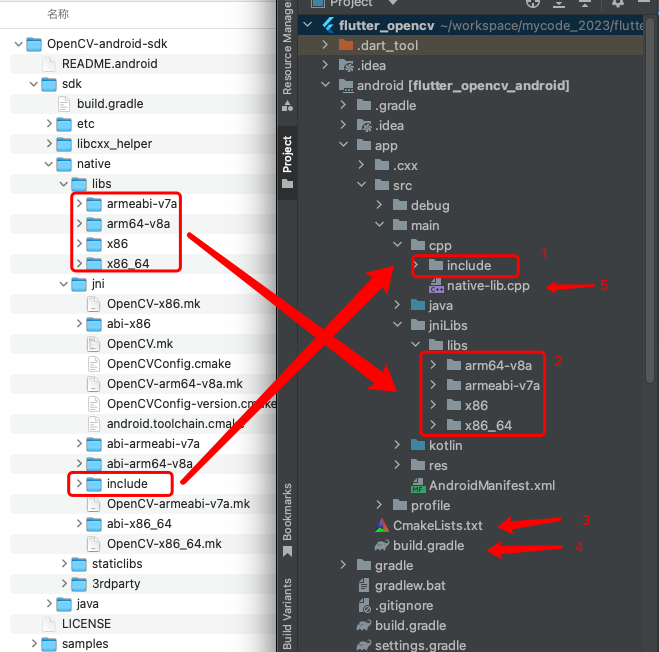 名称
OpenCV-android-sdk
README.android
sdk
build.gradle
etc
libcxx_helper
native
libs
armeabi-v7a
arm64-v8a
x86
x86_64
jni
OpenCV-x86.mk
abi-x86
OpenCV.mk
OpenCVConfig.cmake
OpenCV-arm64-v8a.mk
OpenCVConfig-version.cmake
android.toolchain.cmake
abi-armeabi-v7a
abi-arm64-v8a
include
OpenCV-armeabi-v7a.mk
abi-x86_64
OpenCV-x86_64.mk
staticlibs
3rdparty
java
LICENSE
samples
Resource Manager
Project
Bookmarks
Build Variants
Project
flutter_opencv ~/workspace/mycode_2023/flutte
.dart_tool
.idea
android [flutter_opencv_android]
.gradle
.idea
app
.cxx
src
debug
main
cpp
1
include
native-lib.cpp
5
java
jniLibs
libs
2
arm64-v8a
armeabi-v7a
x86
x86_64
kotlin
res
AndroidManifest.xml
profile
CmakeLists.txt
3
build.gradle
4
gradle
gradlew.bat
.gitignore
build.gradle
settings.gradle